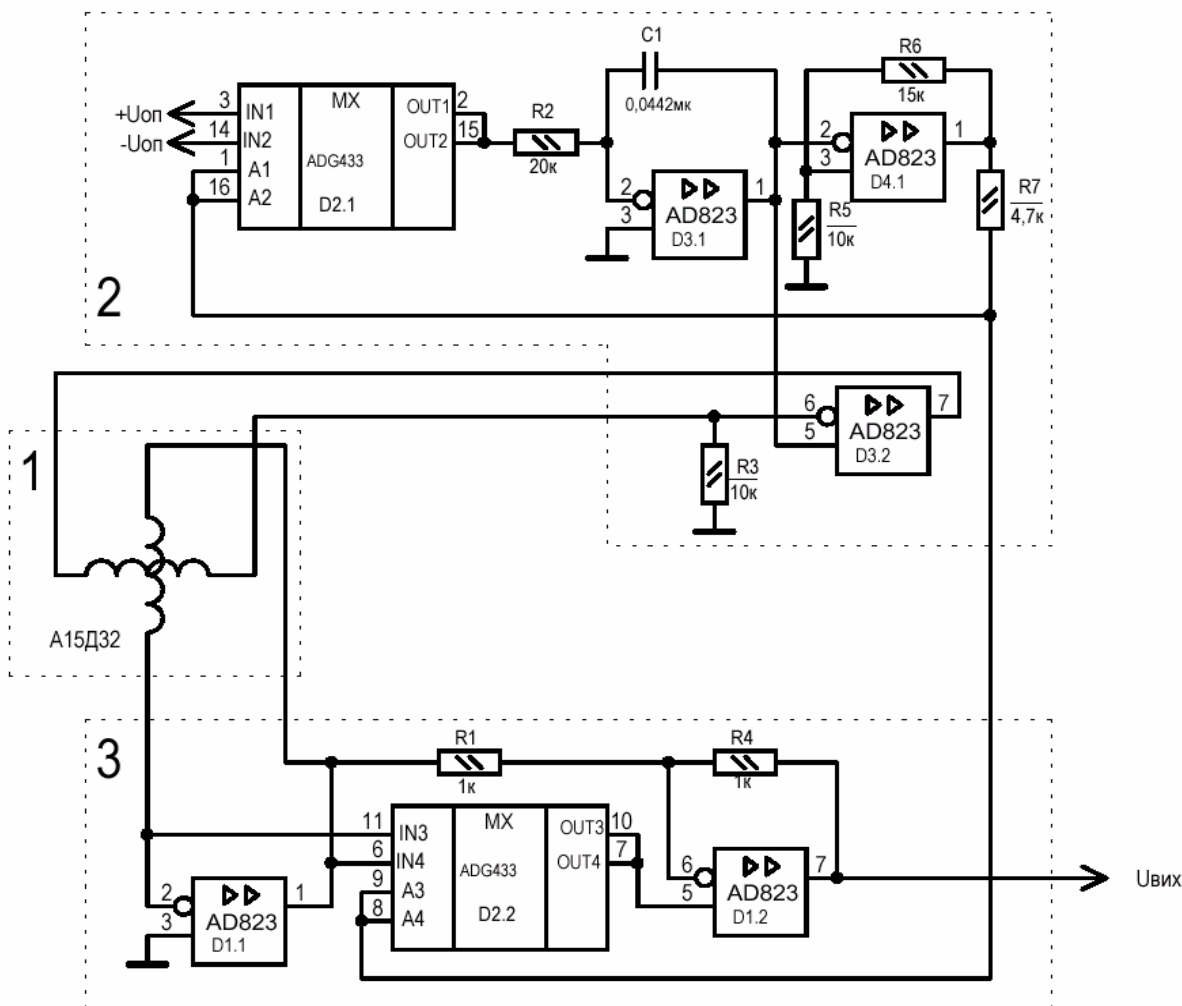 C1
0,0442мк
R6
15к
+Uоп
-Uоп
3
14
1
16
IN1
IN2
A1
A2
MX
ADG433
D2.1
OUT1
OUT2
2
15
R2
20к
2
3
AD823
D3.1
1
2
3
AD823
D4.1
1
R5
10к
R7
4,7к
2
6
5
AD823
D3.2
7
R3
10к
1
А15Д32
3
R1
1к
R4
1к
11
6
9
8
IN3
IN4
A3
A4
MX
ADG433
D2.2
OUT3
OUT4
10
7
2
3
AD823
D1.1
1
6
5
AD823
D1.2
7
Uвих